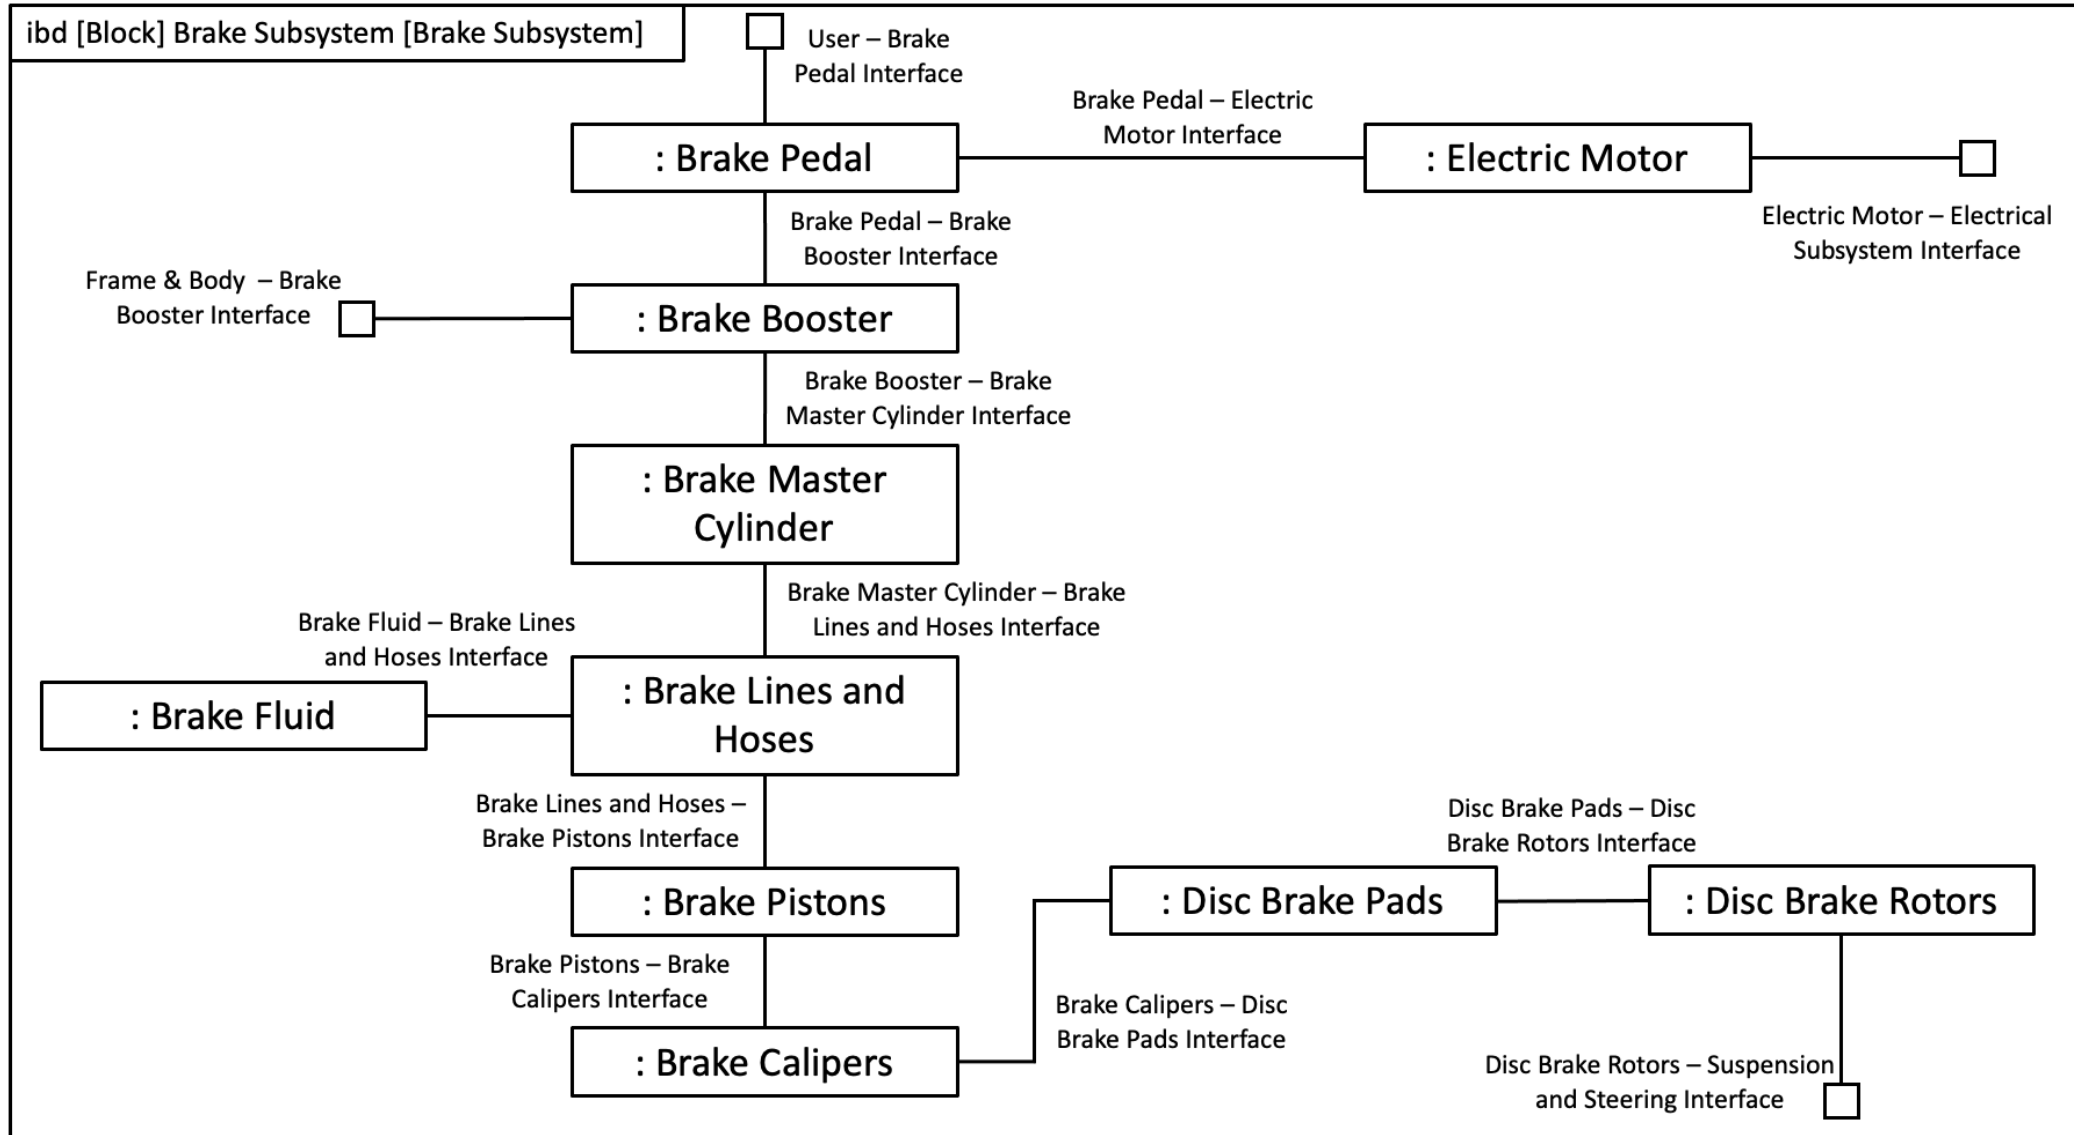 ibd [Block] Brake Subsystem [Brake Subsystem]
User – Brake
Pedal Interface
Brake Pedal – Electric
Motor Interface
: Brake Pedal
: Electric Motor
Brake Pedal – Brake
Booster Interface
Electric Motor – Electrical
Subsystem Interface
Frame & Body – Brake
Booster Interface
: Brake Booster
Brake Booster – Brake
Master Cylinder Interface
: Brake Master
Cylinder
Brake Master Cylinder – Brake
Lines and Hoses Interface
Brake Fluid – Brake Lines
and Hoses Interface
: Brake Fluid
: Brake Lines and
Hoses
Brake Lines and Hoses –
Brake Pistons Interface
Disc Brake Pads – Disc
Brake Rotors Interface
: Brake Pistons
: Disc Brake Pads
: Disc Brake Rotors
Brake Pistons – Brake
Calipers Interface
Brake Calipers – Disc
Brake Pads Interface
: Brake Calipers
Disc Brake Rotors – Suspension
and Steering Interface